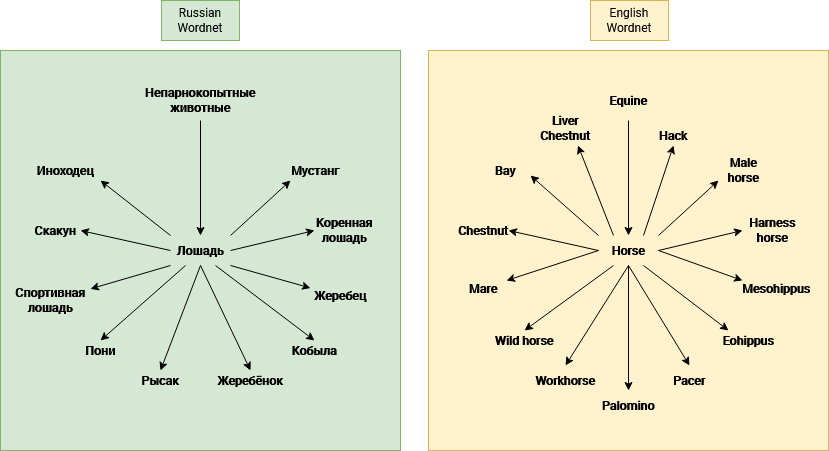 Russian
Wordnet
Непарнокопытные
животные
Иноходец
Мустанг
Скакун
Коренная
лошадь
Лошадь
Спортивная
лошадь
Жеребец
Пони
Кобыла
Рысак
Жеребёнок
English
Wordnet
Equine
Liver
Chestnut
Hack
Bay
Male
horse
Chestnut
Harness
horse
Horse
Mare
Mesohippus
Wild horse
Eohippus
Workhorse
Pacer
Palomino